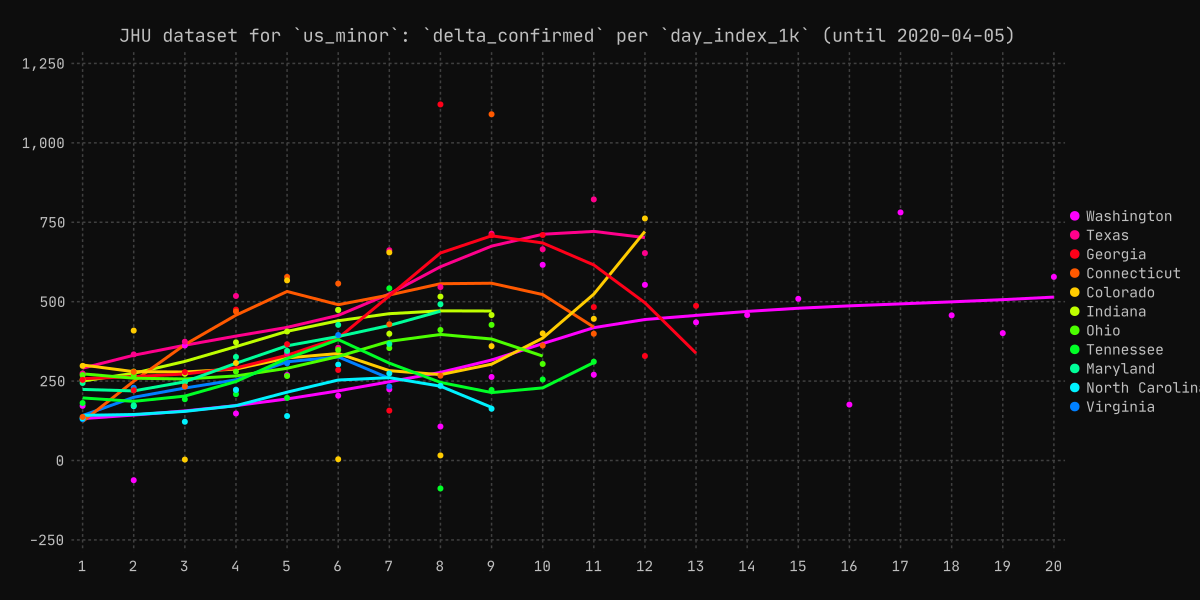 JHU dataset for `us_minor`: `delta_confirmed` per `day_index_1k` (until 2020-04-05)
1,250
1,000
750
500
250
0
−250
1 2 3 4 5 6 7 8 9 10 11 12 13 14 15 16 17 18 19 20
Washington
Texas
Georgia
Connecticut
Colorado
Indiana
Ohio
Tennessee
Maryland
North Carolina
Virginia